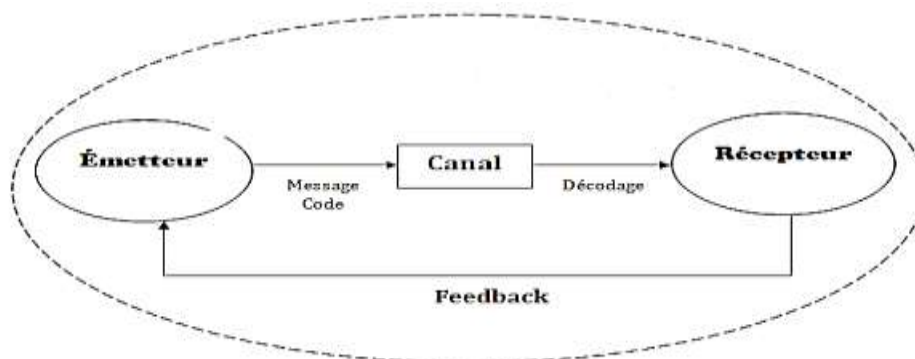 Émetteur
Message
Code
Canal
Décodage
Récepteur
Feedback